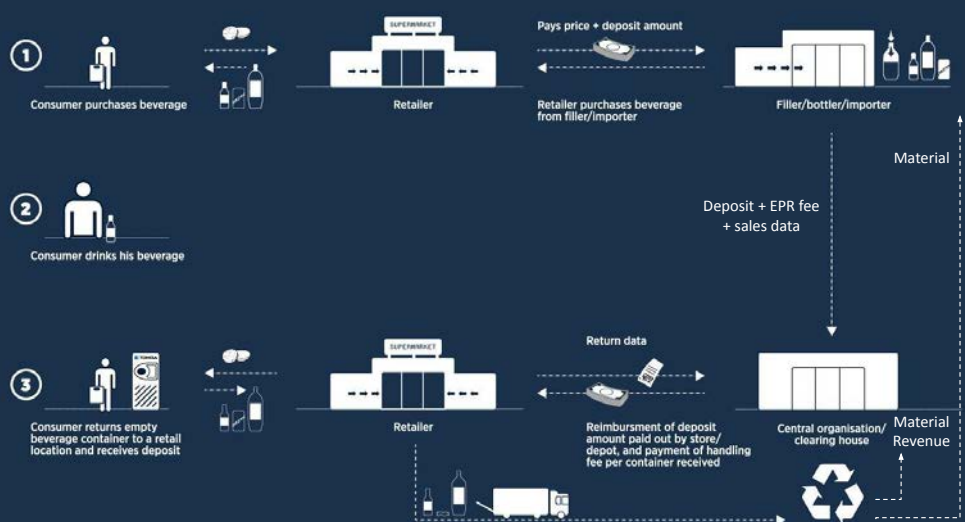 SUPERMARKET
Pays price + deposit amount
1
Consumer purchases beverage
Retailer
Retailer purchases beverage
from filler/importer
Filler/bottler/importer
Material
2
Deposit + EPR fee
+ sales data
Consumer drinks his beverage
SUPERMARKET
Return data
TOMRA
3
Consumer returns empty
beverage container to a retail
location and receives deposit
Retailer
Reimbursment of deposit
amount paid out by store/
depot, and payment of handling
fee per container received
Central organisation/
clearing house
Material
Revenue